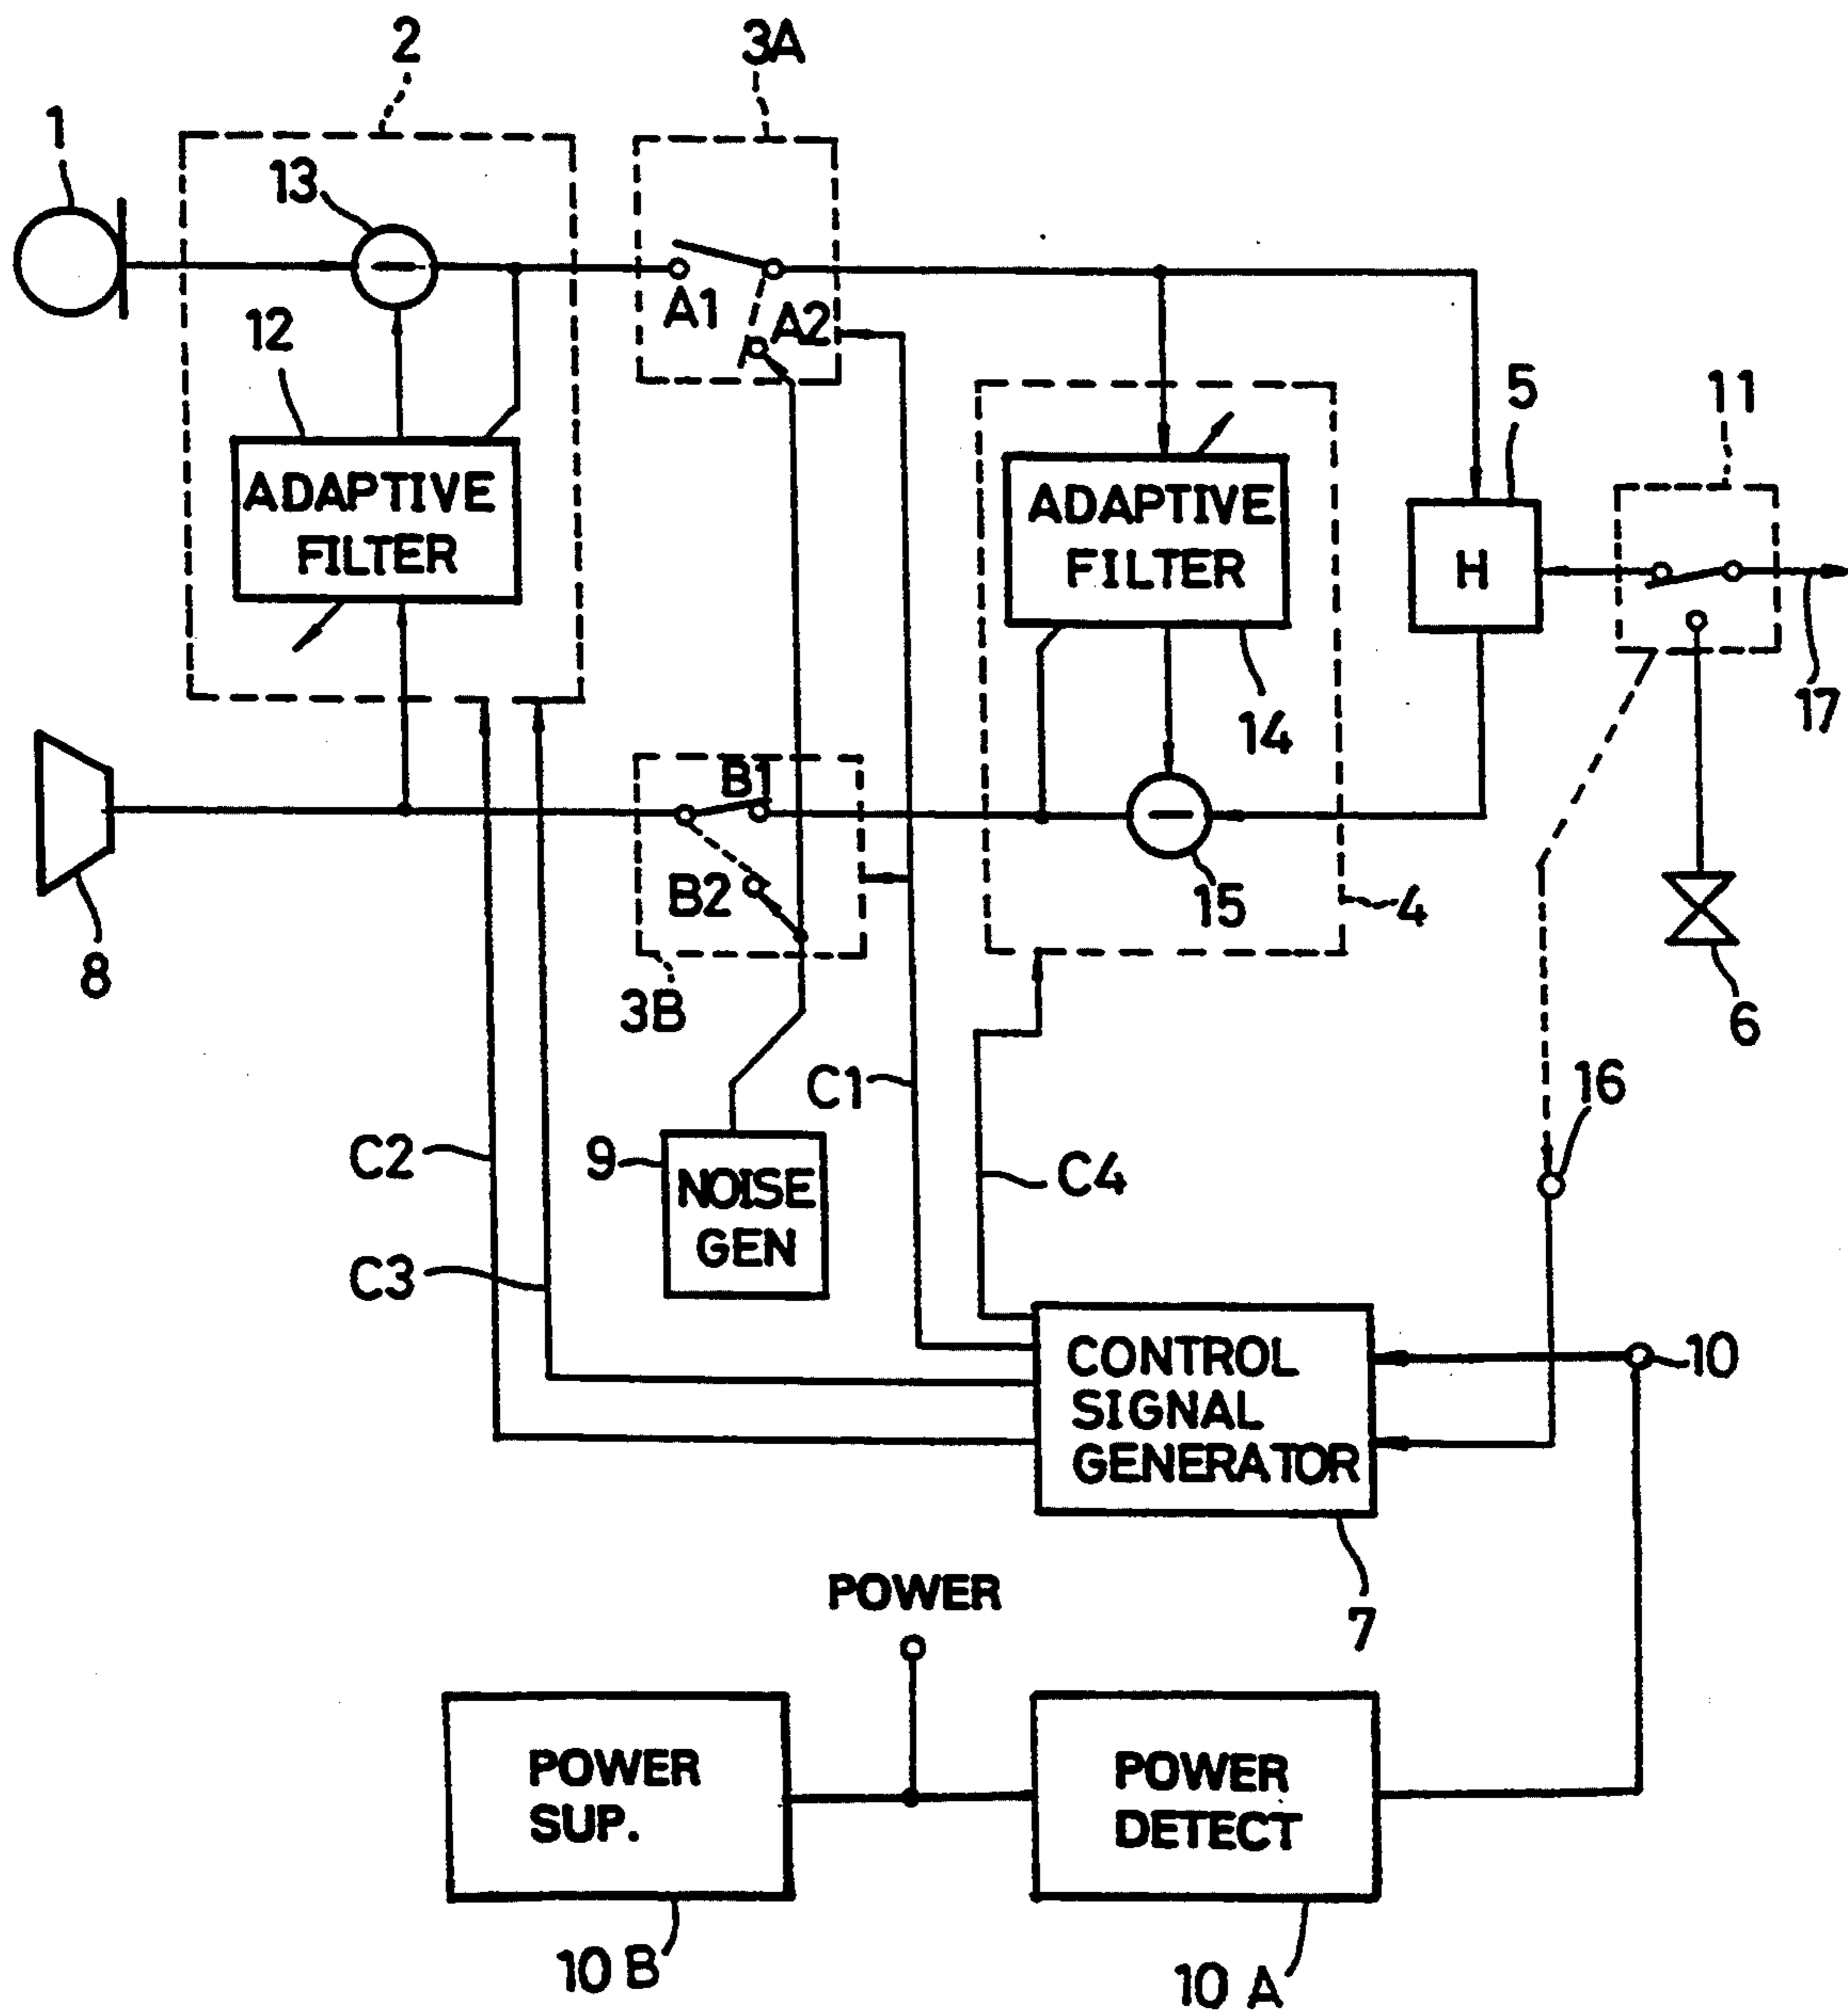 2
3A
1
13
A1
A2
12
5
11
ADAPTIVE
FILTER
ADAPTIVE
FILTER
H
17
14
B1
B2
15
4
8
3B
6
C1
16
C2
9
NOISE
GEN
C4
C3
CONTROL
SIGNAL
GENERATOR
10
POWER
7
POWER
SUP.
POWER
DETECT
10B
10A